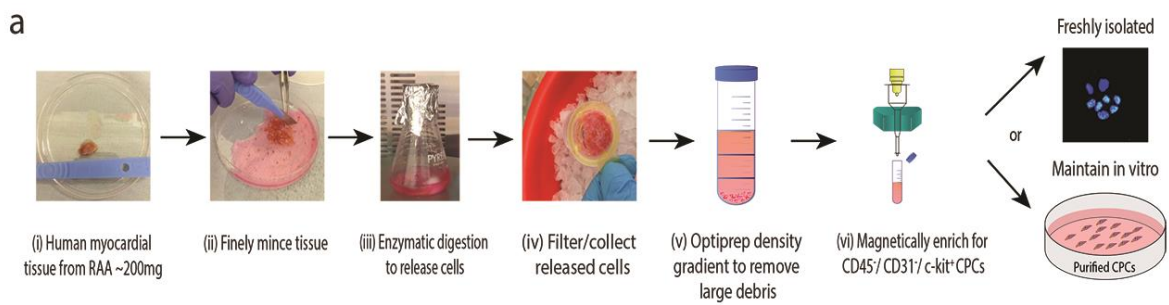 a
(i) Human myocardial
tissue from RAA ~200mg
(ii) Finely mince tissue
PYREX
(iii) Enzymatic digestion
to release cells
(iv) Filter/collect
released cells
(v) Optiprep density
gradient to remove
large debris
(vi) Magnetically enrich for
CD45⁻/ CD31⁻/ c-kit⁺ CPCs
Freshly isolated
or
Maintain in vitro
Purified CPCs